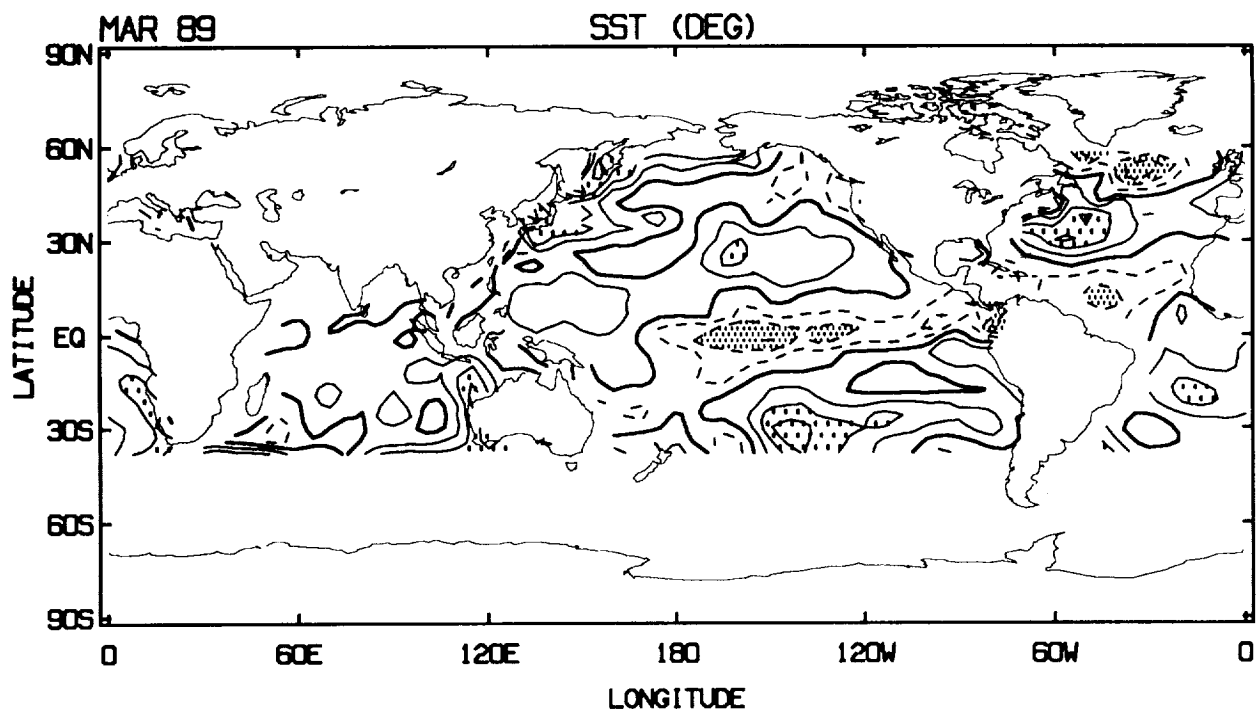 MAR 89
SST (DEG)
90N
60N
30N
EQ
30S
60S
90S
LATITUDE
0
60E
120E
180
120W
60W
0
LONGITUDE